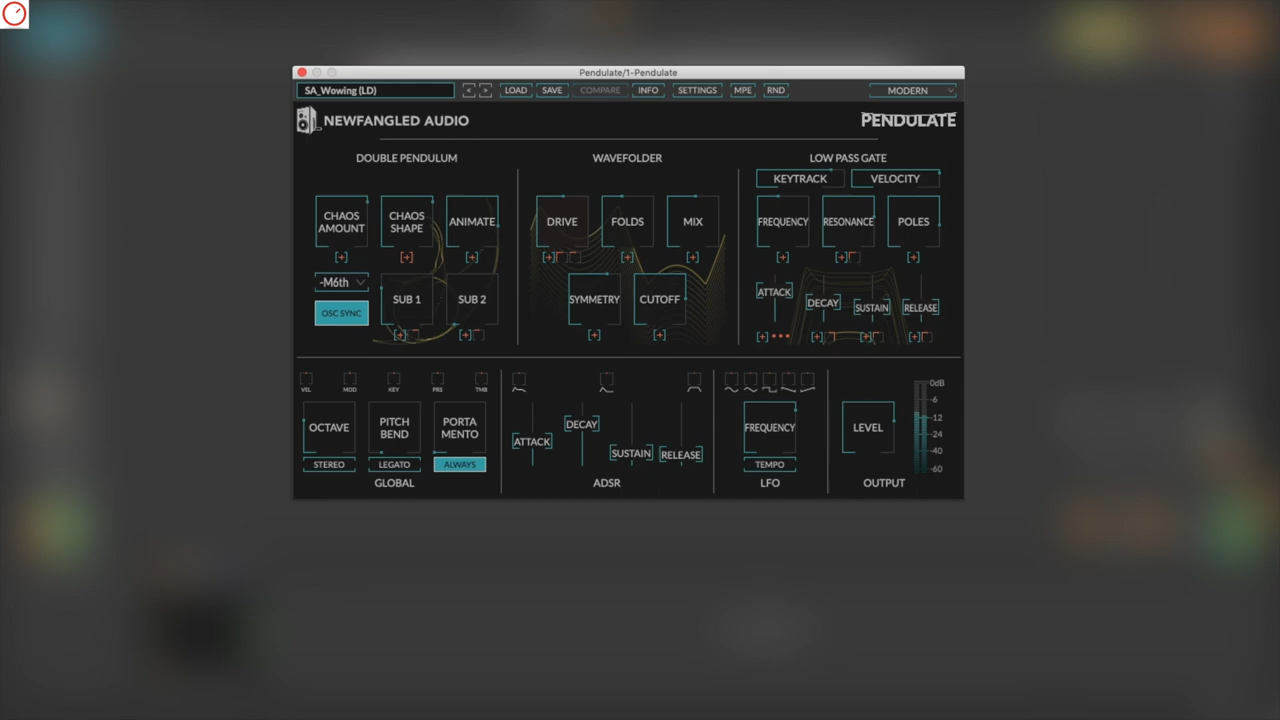 Pendulate/1-Pendulate
SA_Wowing (LD) < > LOAD SAVE COMPARE INFO SETTINGS MPE RND MODERN
NEWFANGLED AUDIO PENDULATE
DOUBLE PENDULUM WAVEFOLDER LOW PASS GATE
KEYTRACK VELOCITY
CHAOS AMOUNT CHAOS SHAPE ANIMATE DRIVE FOLDS MIX FREQUENCY RESONANCE POLES
[+] [+] [+] [+] [+] [+] [+] [+] [+]
-M6th SUB 1 SUB 2 SYMMETRY CUTOFF ATTACK DECAY SUSTAIN RELEASE
OSC SYNC
[+] [+] [+] [+] [+] [+] [+] [+]
VEL MOD KEY PRS TMB
OCTAVE PITCH BEND PORTA MENTO ATTACK DECAY SUSTAIN RELEASE FREQUENCY LEVEL
0dB
-6
-12
-24
-40
-60
STEREO LEGATO ALWAYS TEMPO
GLOBAL ADSR LFO OUTPUT